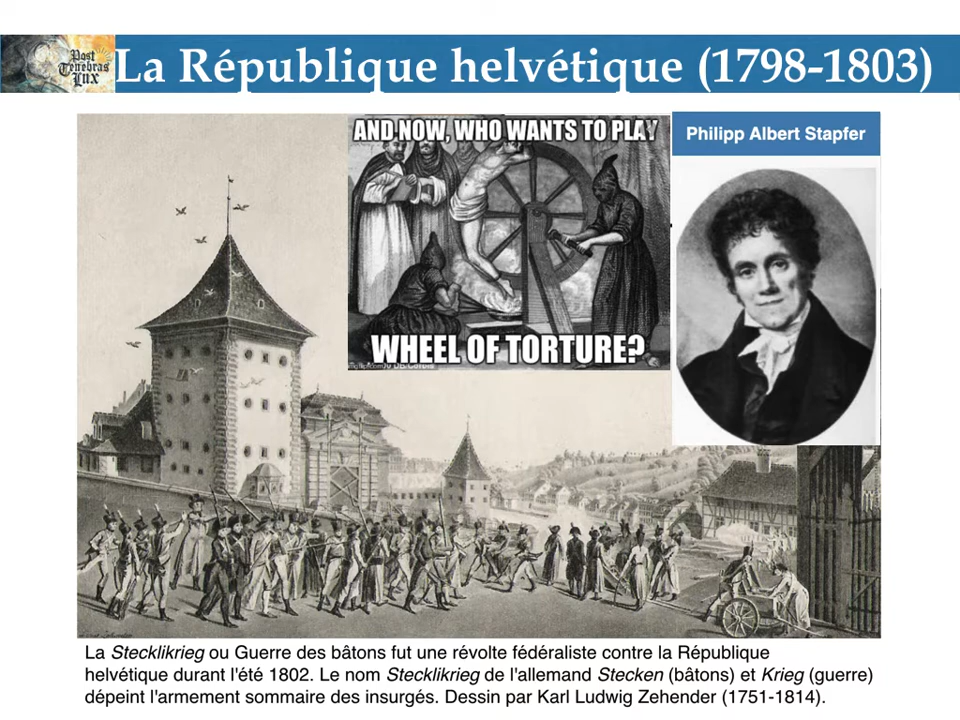 Post
Tenebras
Lux
La République helvétique (1798-1803)
AND NOW, WHO WANTS TO PLAY
WHEEL OF TORTURE?
Philipp Albert Stapfer
La Stecklikrieg ou Guerre des bâtons fut une révolte fédéraliste contre la République
helvétique durant l'été 1802. Le nom Stecklikrieg de l'allemand Stecken (bâtons) et Krieg (guerre)
dépeint l'armement sommaire des insurgés. Dessin par Karl Ludwig Zehender (1751-1814).